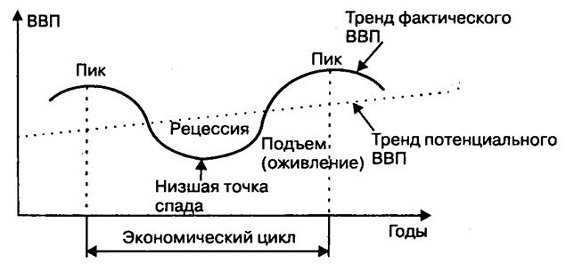 ВВП
Тренд фактического
ВВП
Пик
Пик
Рецессия
Подъем
(оживление)
Тренд потенциального
ВВП
Низшая точка
спада
Годы
Экономический цикл